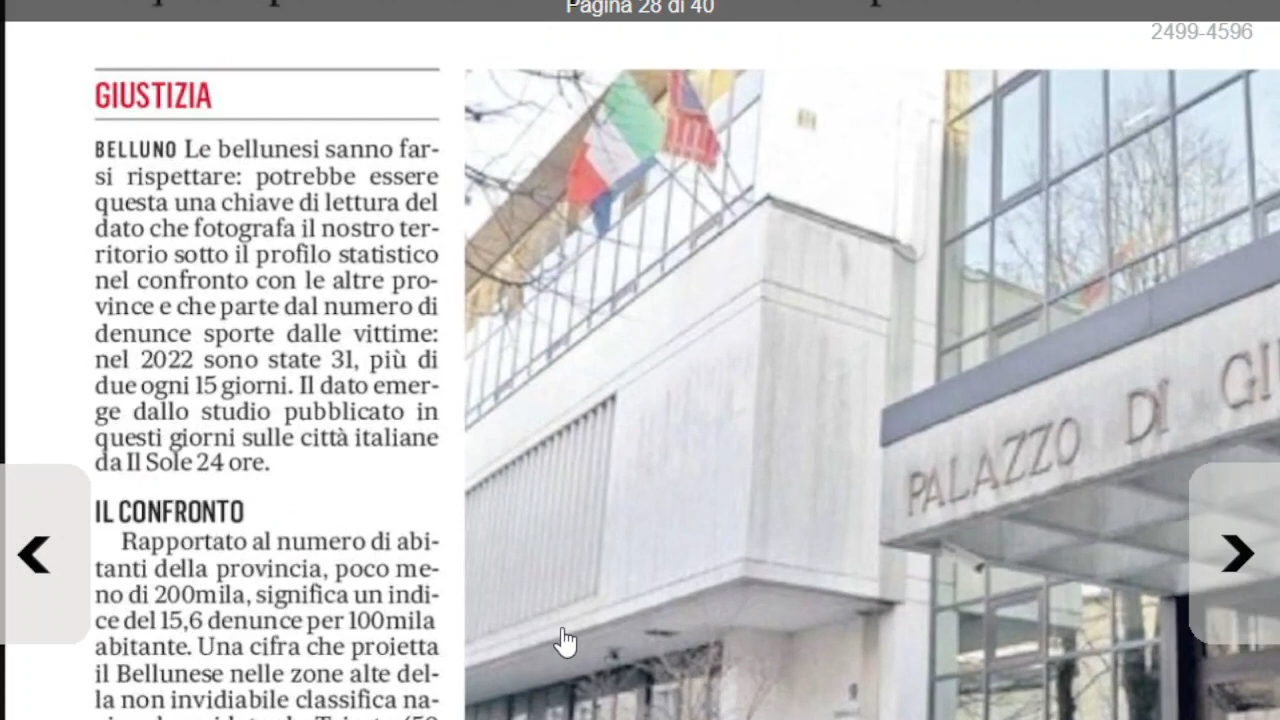 Pagina 28 di 40
2499-4596
GIUSTIZIA
BELLUNO Le bellunesi sanno far-
si rispettare: potrebbe essere
questa una chiave di lettura del
dato che fotografa il nostro ter-
ritorio sotto il profilo statistico
nel confronto con le altre pro-
vince e che parte dal numero di
denunce sporte dalle vittime:
nel 2022 sono state 31, più di
due ogni 15 giorni. Il dato emer-
ge dallo studio pubblicato in
questi giorni sulle città italiane
da Il Sole 24 ore.
IL CONFRONTO
Rapportato al numero di abi-
tanti della provincia, poco me-
no di 200mila, significa un indi-
ce del 15,6 denunce per 100mila
abitante. Una cifra che proietta
il Bellunese nelle zone alte del-
la non invidiabile classifica na-
PALAZZO DI GI